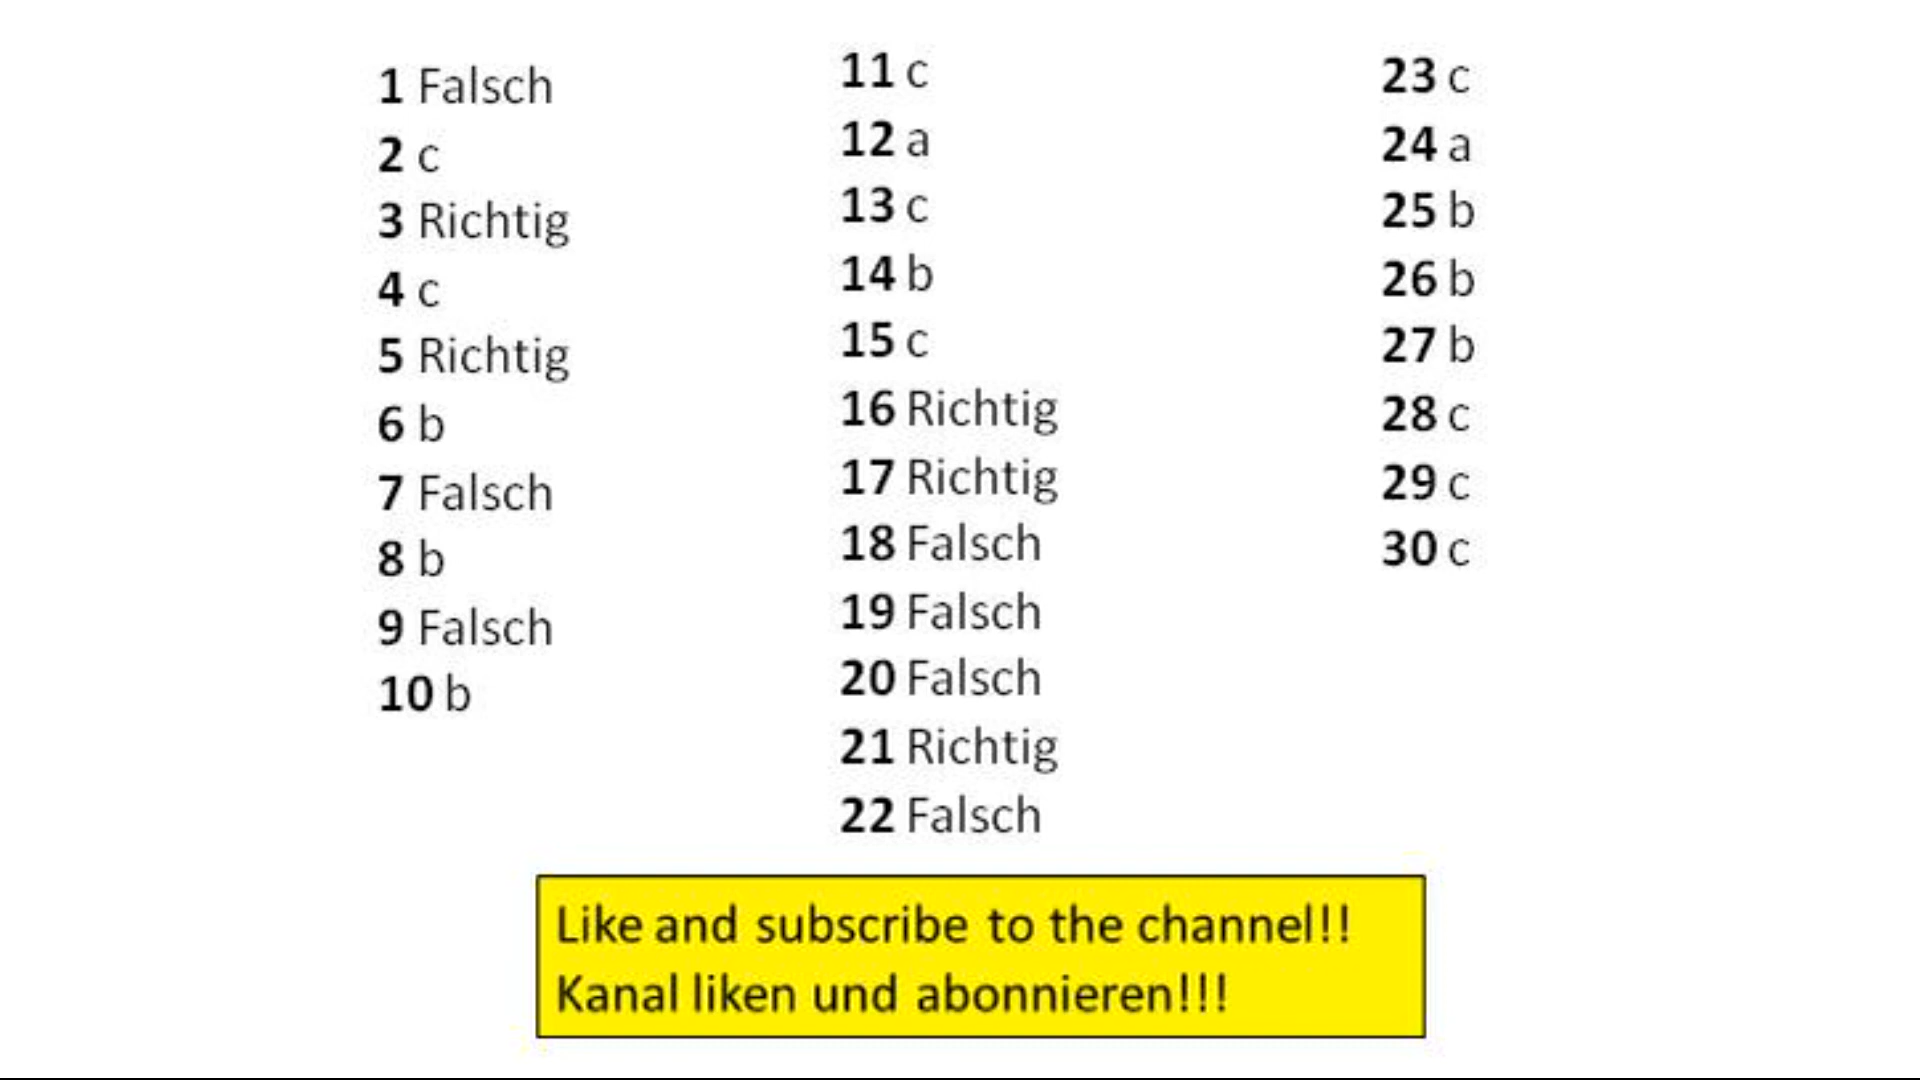 1 Falsch
2 c
3 Richtig
4 c
5 Richtig
6 b
7 Falsch
8 b
9 Falsch
10 b
11 c
12 a
13 c
14 b
15 c
16 Richtig
17 Richtig
18 Falsch
19 Falsch
20 Falsch
21 Richtig
22 Falsch
23 c
24 a
25 b
26 b
27 b
28 c
29 c
30 c
Like and subscribe to the channel!!
Kanal liken und abonnieren!!!